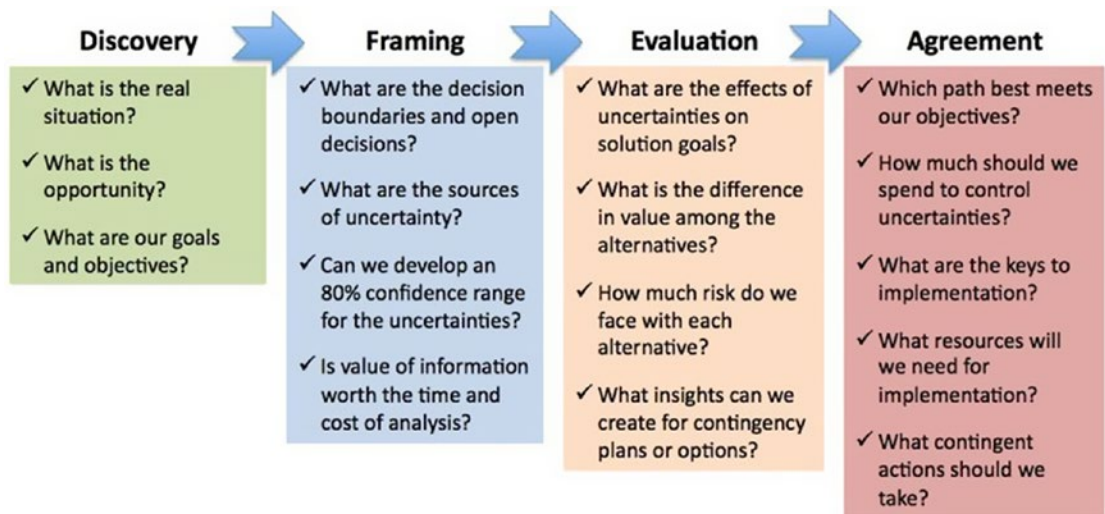 Discovery
Framing
Evaluation
Agreement
✓ What is the real
situation?
✓ What is the
opportunity?
✓ What are our goals
and objectives?
✓ What are the decision
boundaries and open
decisions?
✓ What are the sources
of uncertainty?
✓ Can we develop an
80% confidence range
for the uncertainties?
✓ Is value of information
worth the time and
cost of analysis?
✓ What are the effects of
uncertainties on
solution goals?
✓ What is the difference
in value among the
alternatives?
✓ How much risk do we
face with each
alternative?
✓ What insights can we
create for contingency
plans or options?
✓ Which path best meets
our objectives?
✓ How much should we
spend to control
uncertainties?
✓ What are the keys to
implementation?
✓ What resources will
we need for
implementation?
✓ What contingent
actions should we
take?